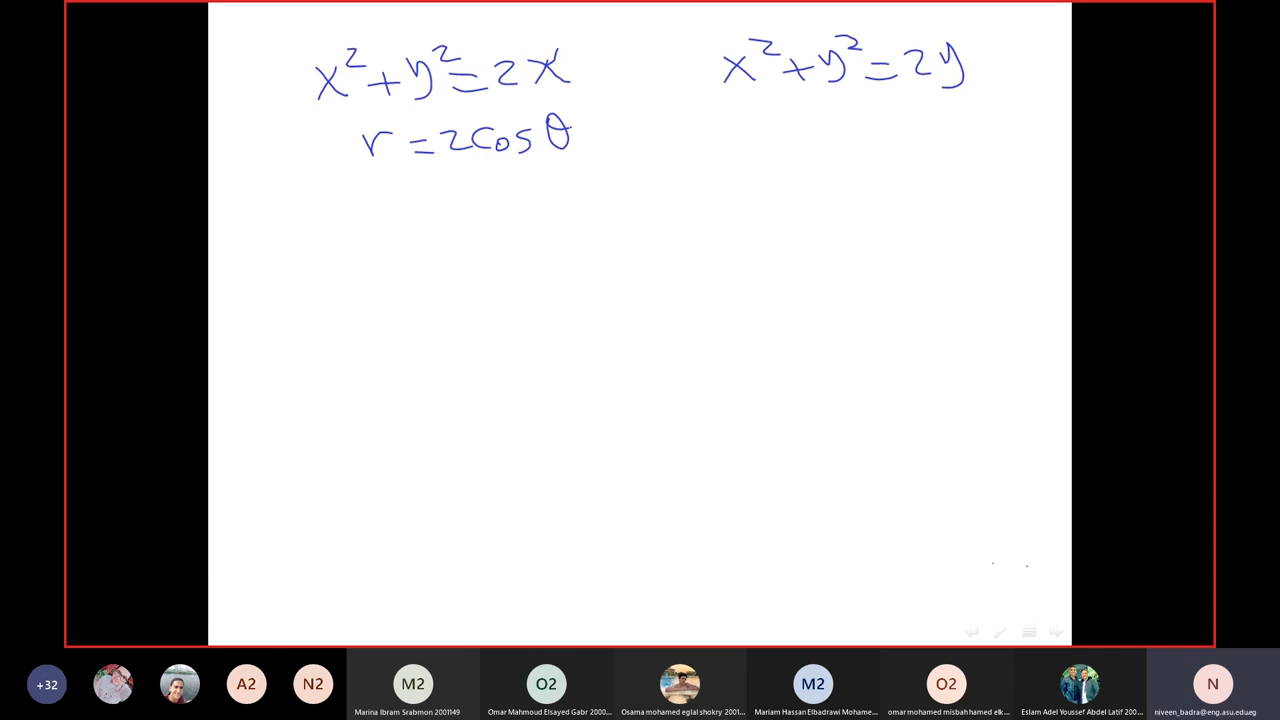 x²+y²=2x
x²+y²=2y
r=2cosθ
+32
A2
N2
M2
O2
M2
O2
N
Marina Ibram Srabmon 2001149
Omar Mahmoud Elsayed Gabr 2000...
Osama mohamed eglal shokry 2001...
Mariam Hassan Elbadrawi Mohame...
omar mohamed misbah hamed elk...
Eslam Adel Youssef Abdel Latif 200...
niveen_badra@eng.asu.edueg